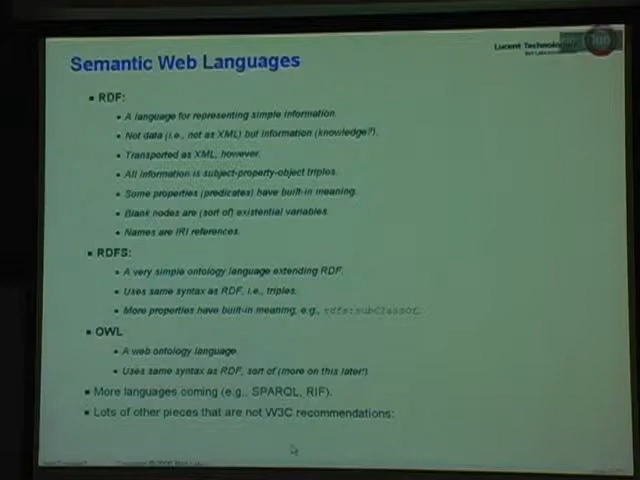 Semantic Web Languages
Lucent Technologies
▪ RDF:
• A language for representing simple information.
• Not data (i.e., not as XML) but information (knowledge?).
• Transported as XML, however.
• All information is subject-property-object triples.
• Some properties (predicates) have built-in meaning.
• Blank nodes are (sort of) existential variables.
• Names are IRI references.
▪ RDFS:
• A very simple ontology language extending RDF.
• Uses same syntax as RDF, i.e., triples.
• More properties have built-in meaning, e.g., rdfs:subClassOf.
▪ OWL
• A web ontology language.
• Uses same syntax as RDF, sort of (more on this later!)
▪ More languages coming (e.g., SPARQL, RIF).
▪ Lots of other pieces that are not W3C recommendations: